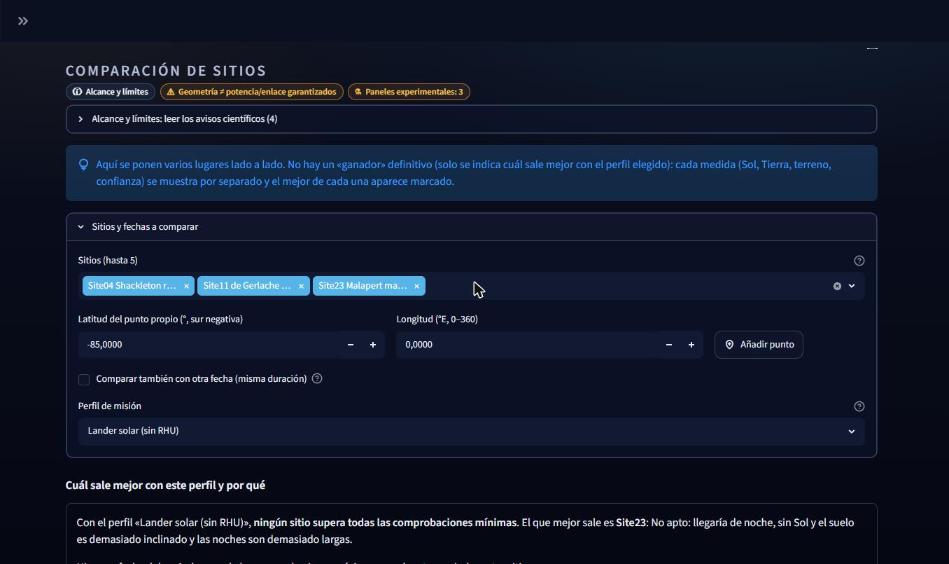 COMPARACIÓN DE SITIOS
Alcance y límites
Geometría ≠ potencia/enlace garantizados
Paneles experimentales: 3
Alcance y límites: leer los avisos científicos (4)
Aquí se ponen varios lugares lado a lado. No hay un «ganador» definitivo (solo se indica cuál sale mejor con el perfil elegido): cada medida (Sol, Tierra, terreno,
confianza) se muestra por separado y el mejor de cada una aparece marcado.
Sitios y fechas a comparar
Sitios (hasta 5)
Site04 Shackleton r... ×
Site11 de Gerlache ... ×
Site23 Malapert ma... ×
Latitud del punto propio (°, sur negativa)
Longitud (°E, 0–360)
-85,0000
0,0000
Añadir punto
Comparar también con otra fecha (misma duración)
Perfil de misión
Lander solar (sin RHU)
Cuál sale mejor con este perfil y por qué
Con el perfil «Lander solar (sin RHU)», ningún sitio supera todas las comprobaciones mínimas. El que mejor sale es Site23: No apto: llegaría de noche, sin Sol y el suelo
es demasiado inclinado y las noches son demasiado largas.